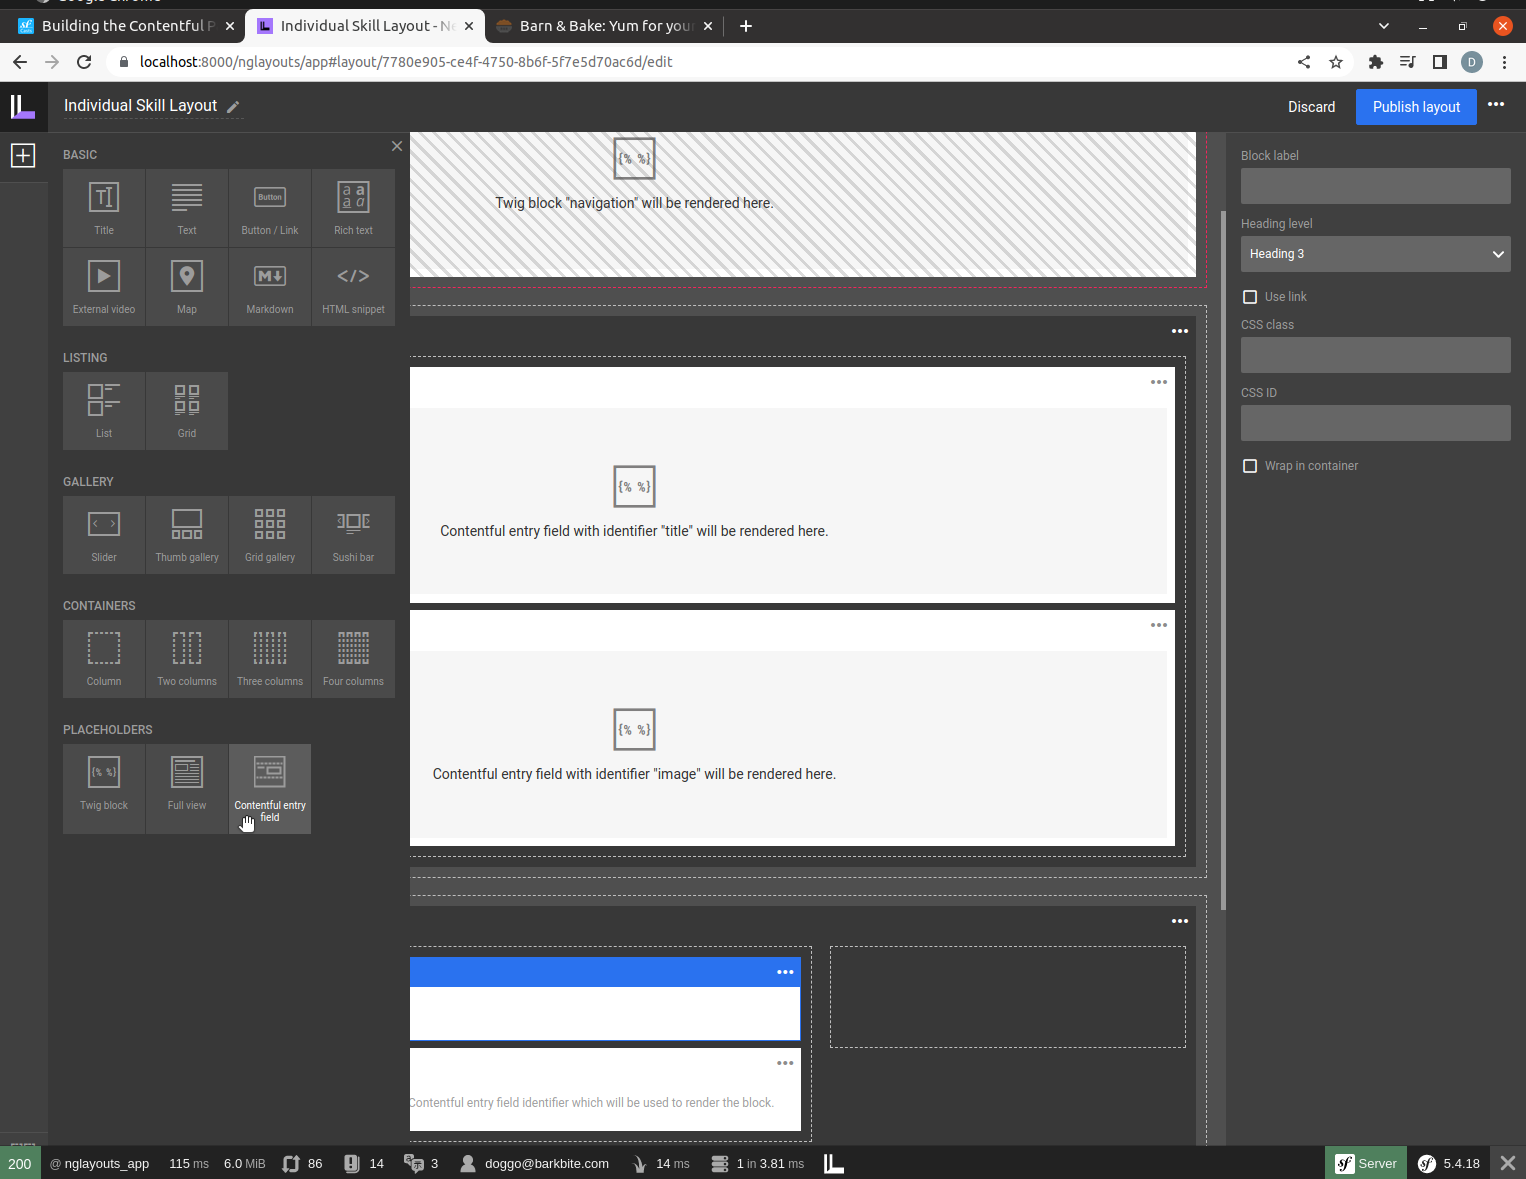 Building the Contentful P
Individual Skill Layout - Ne
Barn & Bake: Yum for you
localhost:8000/nglayouts/app#layout/7780e905-ce4f-4750-8b6f-5f7e5d70ac6d/edit
D
Individual Skill Layout
Discard
Publish layout
BASIC
Title
Text
Button
Button / Link
Rich text
External video
Map
Markdown
HTML snippet
LISTING
List
Grid
GALLERY
Slider
Thumb gallery
Grid gallery
Sushi bar
CONTAINERS
Column
Two columns
Three columns
Four columns
PLACEHOLDERS
{% %}
Twig block
Full view
Contentful entry
field
{% %}
Twig block "navigation" will be rendered here.
{% %}
Contentful entry field with identifier "title" will be rendered here.
{% %}
Contentful entry field with identifier "image" will be rendered here.
Contentful entry field identifier which will be used to render the block.
Block label
Heading level
Heading 3
Use link
CSS class
CSS ID
Wrap in container
200
@ nglayouts_app
115 ms
6.0 MiB
86
14
3
doggo@barkbite.com
14 ms
1 in 3.81 ms
sf Server
sf 5.4.18